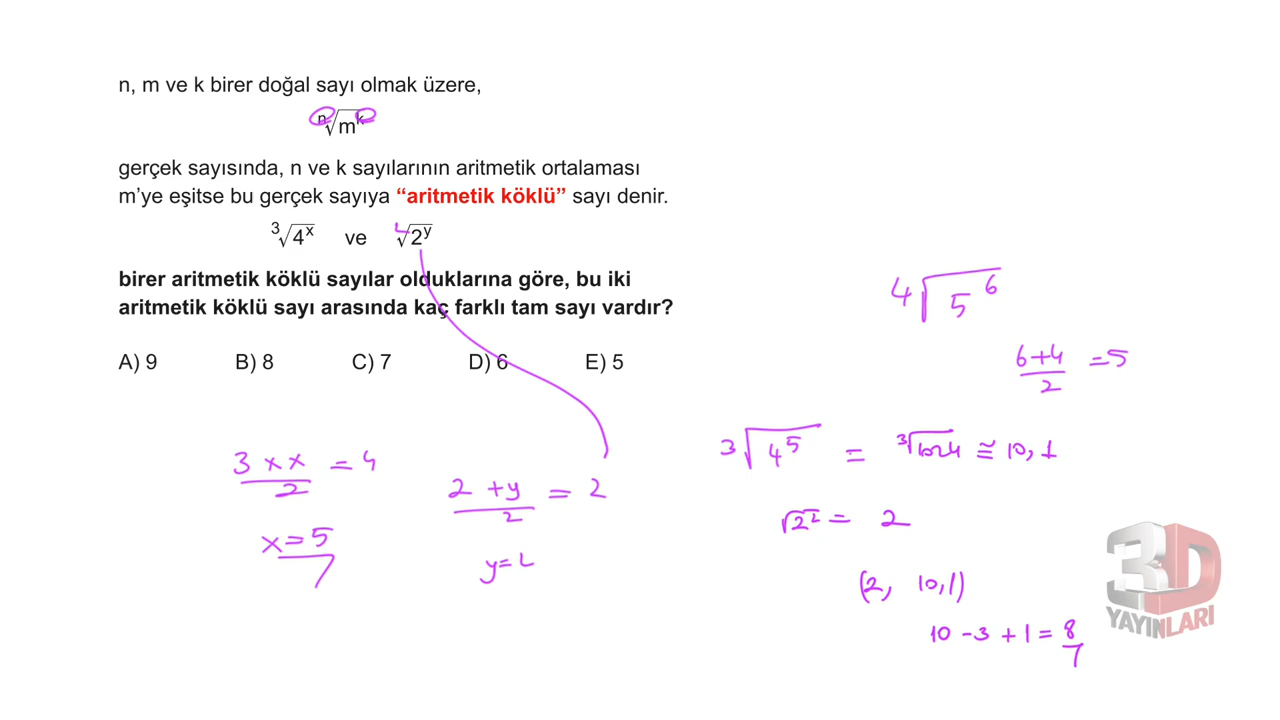 n, m ve k birer doğal sayı olmak üzere,
ⁿ√mᵏ
gerçek sayısında, n ve k sayılarının aritmetik ortalaması
m'ye eşitse bu gerçek sayıya “aritmetik köklü” sayı denir.
³√4ˣ ve √2ʸ
birer aritmetik köklü sayılar olduklarına göre, bu iki
aritmetik köklü sayı arasında kaç farklı tam sayı vardır?
A) 9 B) 8 C) 7 D) 6 E) 5
4√5⁶
(6+4)/2 = 5
(3 + x)/2 = 4
x = 5
(2 + y)/2 = 2
y = 2
3√4⁵ = ³√1024 ≅ 10,1
√2² = 2
(2, 10,1)
10 - 3 + 1 = 8
3D
YAYINLARI